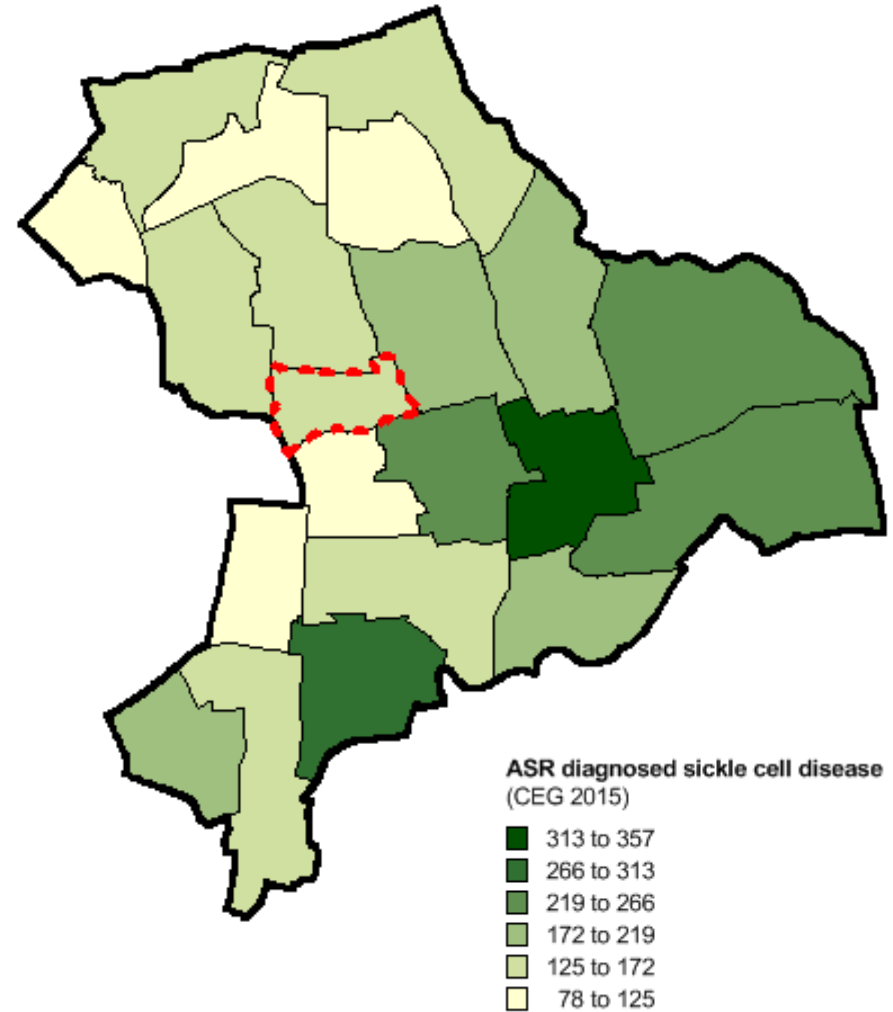 ASR diagnosed sickle cell disease
(CEG 2015)
313 to 357
266 to 313
219 to 266
172 to 219
125 to 172
78 to 125